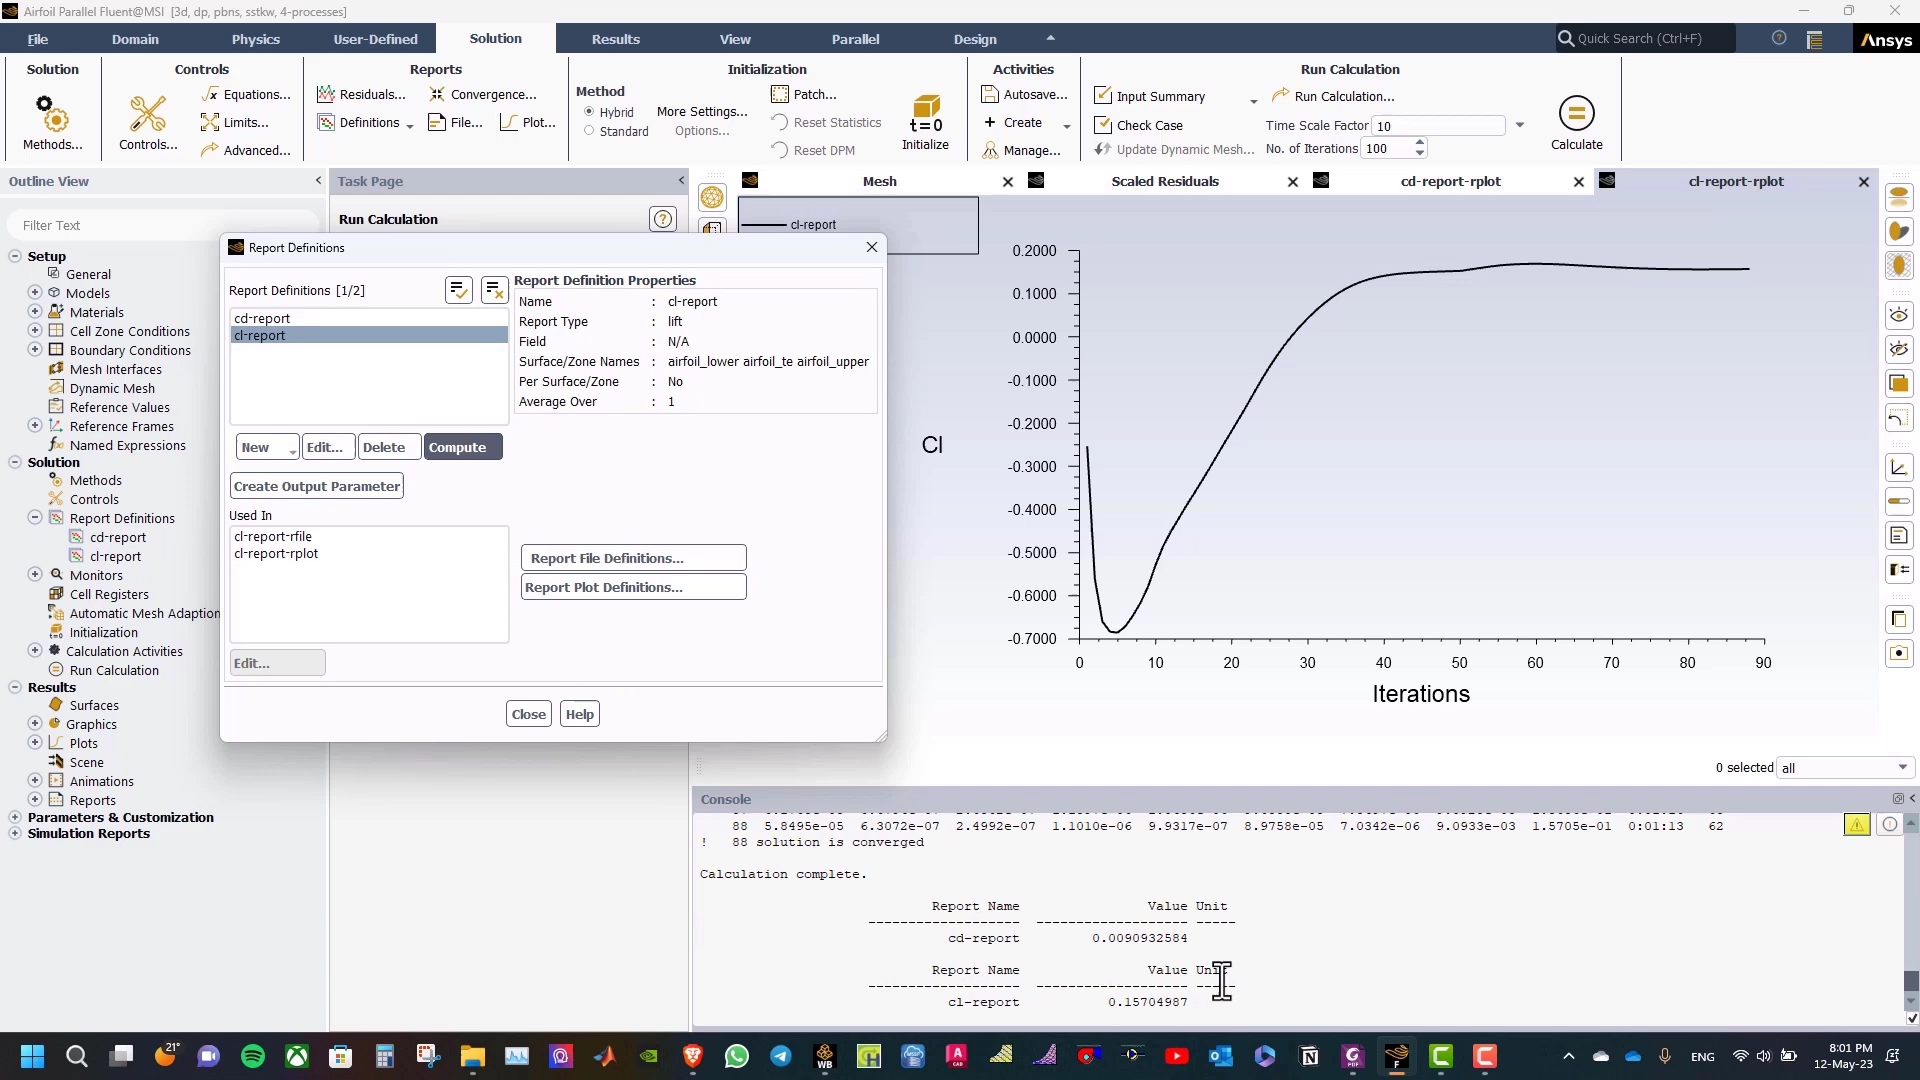 Airfoil Parallel Fluent@MSI [3d, dp, pbns, sstkw, 4-processes]
File Domain Physics User-Defined Solution Results View Parallel Design Quick Search (Ctrl+F) Ansys
Solution Controls Reports Initialization Activities Run Calculation
Methods...
Controls...
Equations...
Limits...
Advanced...
Residuals... Convergence...
Definitions File... Plot...
Method
Hybrid
Standard
More Settings...
Options...
Patch...
Reset Statistics
Reset DPM
t=0
Initialize
Autosave...
Create
Manage...
Input Summary Run Calculation...
Check Case Time Scale Factor 10
Update Dynamic Mesh... No. of Iterations 100
Calculate
Outline View
Filter Text
Setup
General
Models
Materials
Cell Zone Conditions
Boundary Conditions
Mesh Interfaces
Dynamic Mesh
Reference Values
Reference Frames
Named Expressions
Solution
Methods
Controls
Report Definitions
cd-report
cl-report
Monitors
Cell Registers
Automatic Mesh Adaption
Initialization
Calculation Activities
Run Calculation
Results
Surfaces
Graphics
Plots
Scene
Animations
Reports
Parameters & Customization
Simulation Reports
Task Page
Run Calculation
Report Definitions
Report Definitions [1/2]
cd-report
cl-report
New Edit... Delete Compute
Create Output Parameter
Used In
cl-report-rfile
cl-report-rplot
Edit...
Report Definition Properties
Name : cl-report
Report Type : lift
Field : N/A
Surface/Zone Names : airfoil_lower airfoil_te airfoil_upper
Per Surface/Zone : No
Average Over : 1
Report File Definitions...
Report Plot Definitions...
Close Help
Mesh Scaled Residuals cd-report-rplot cl-report-rplot
cl-report
0.2000
0.1000
0.0000
-0.1000
-0.2000
-0.3000
-0.4000
-0.5000
-0.6000
-0.7000
Cl
0 10 20 30 40 50 60 70 80 90
Iterations
0 selected all
Console
88 5.8495e-05 6.3072e-07 2.4992e-07 1.1010e-06 9.9317e-07 8.9758e-05 7.0342e-06 9.0933e-03 1.5705e-01 0:01:13 62
! 88 solution is converged
Calculation complete.
Report Name Value Unit
------------------- ------------------- -----
cd-report 0.0090932584
Report Name Value Unit
------------------- ------------------- -----
cl-report 0.15704987
21° WB ENG 8:01 PM
12-May-23